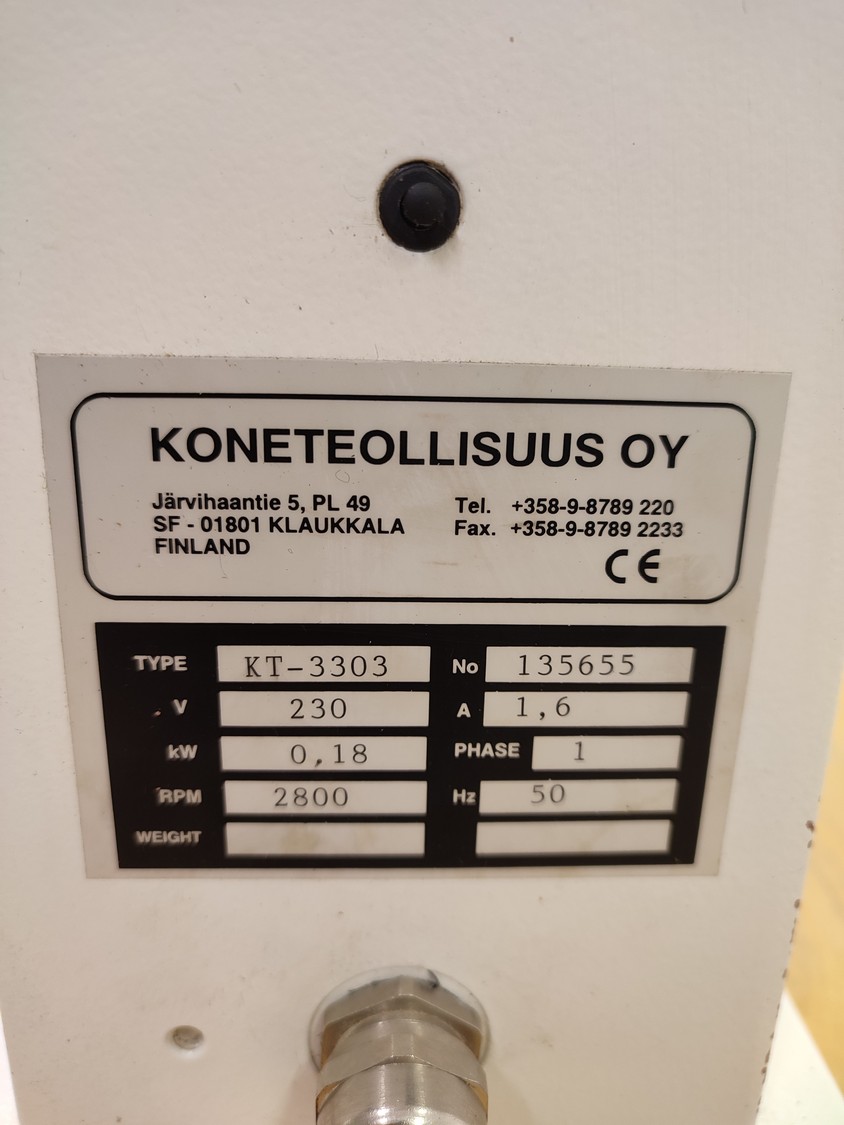 KONETEOLLISUUS OY
Järvihaantie 5, PL 49
SF - 01801 KLAUKKALA
FINLAND
Tel. +358-9-8789 220
Fax. +358-9-8789 2233
CE
TYPE KT-3303 No 135655
V 230 A 1,6
kW 0,18 PHASE 1
RPM 2800 Hz 50
WEIGHT